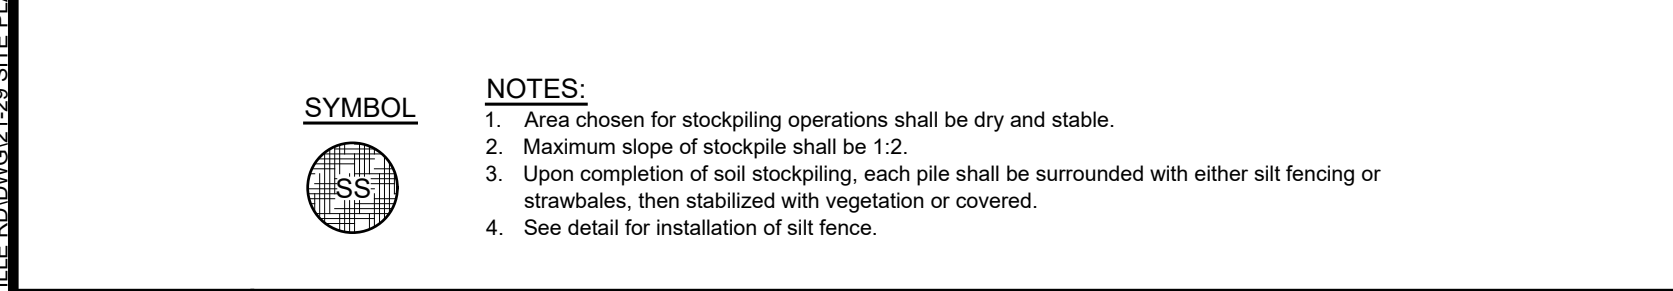 SYMBOL
SS
NOTES:
1. Area chosen for stockpiling operations shall be dry and stable.
2. Maximum slope of stockpile shall be 1:2.
3. Upon completion of soil stockpiling, each pile shall be surrounded with either silt fencing or
strawbales, then stabilized with vegetation or covered.
4. See detail for installation of silt fence.